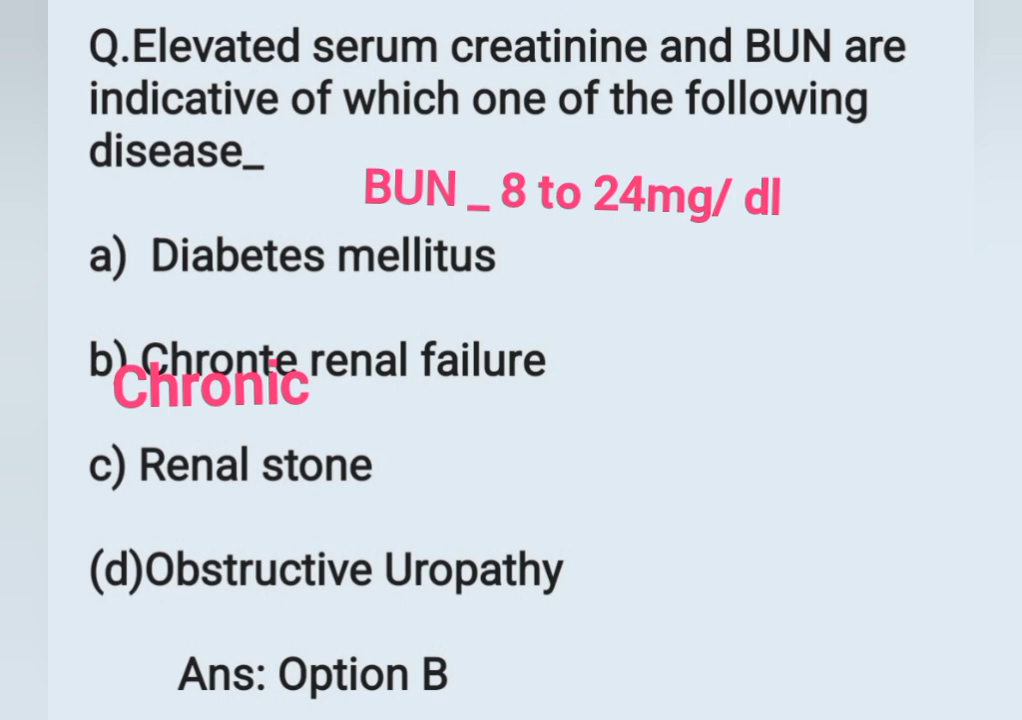 Q.Elevated serum creatinine and BUN are
indicative of which one of the following
disease_
BUN _ 8 to 24mg/ dl
a) Diabetes mellitus
b) Chronte renal failure
Chronic
c) Renal stone
(d)Obstructive Uropathy
Ans: Option B